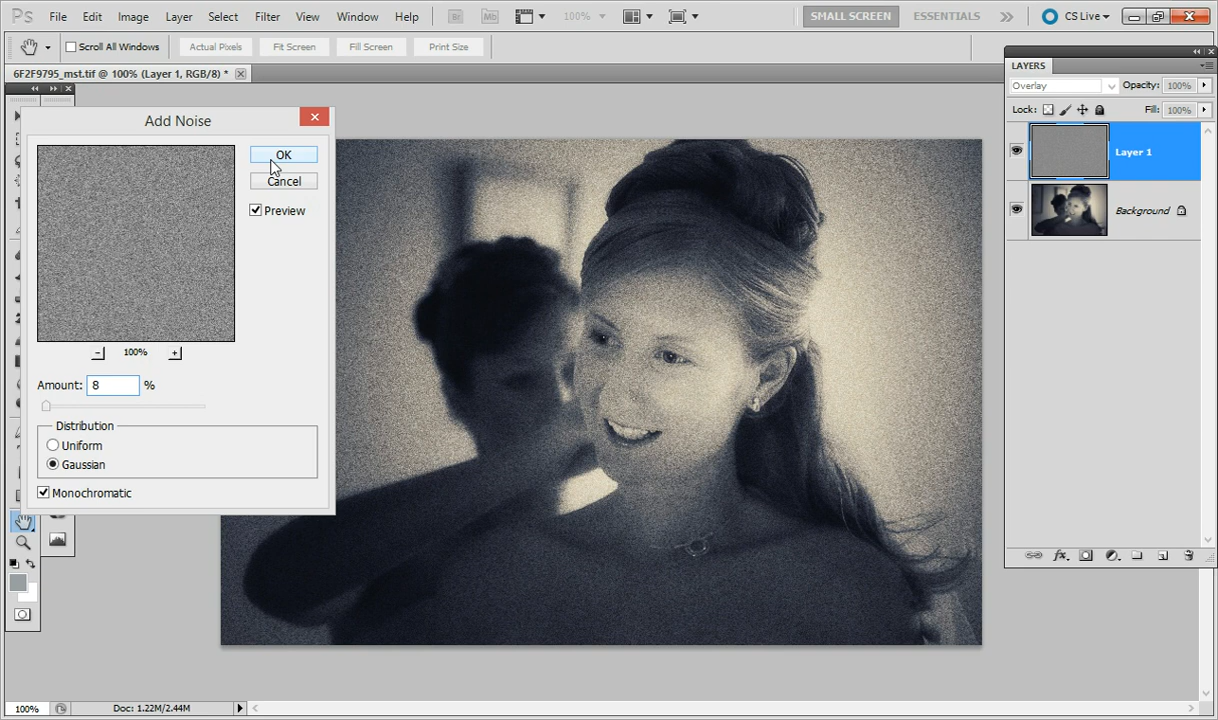 Ps File Edit Image Layer Select Filter View Window Help Br Mb 100% SMALL SCREEN ESSENTIALS CS Live
Scroll All Windows Actual Pixels Fit Screen Fill Screen Print Size
6F2F9795_mst.tif @ 100% (Layer 1, RGB/8) *
Add Noise
OK
Cancel
Preview
100%
Amount: 8 %
Distribution
Uniform
Gaussian
Monochromatic
LAYERS
Overlay Opacity: 100%
Lock: Fill: 100%
Layer 1
Background
fx
100% Doc: 1.22M/2.44M